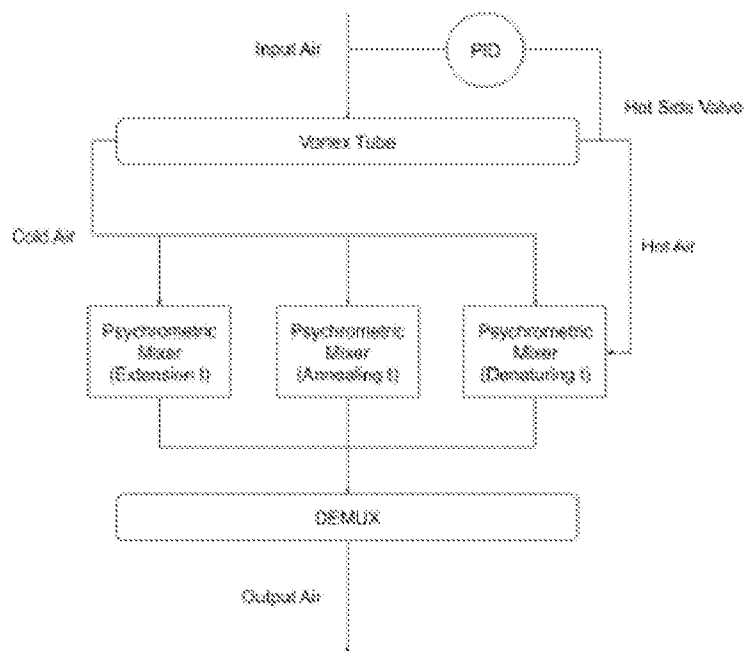 Input Air
PID
Hot Side Valve
Vortex Tube
Cold Air
Hot Air
Psychrometric
Mixer
(Extension t)
Psychrometric
Mixer
(Annealing t)
Psychrometric
Mixer
(Denaturing t)
DEMUX
Output Air